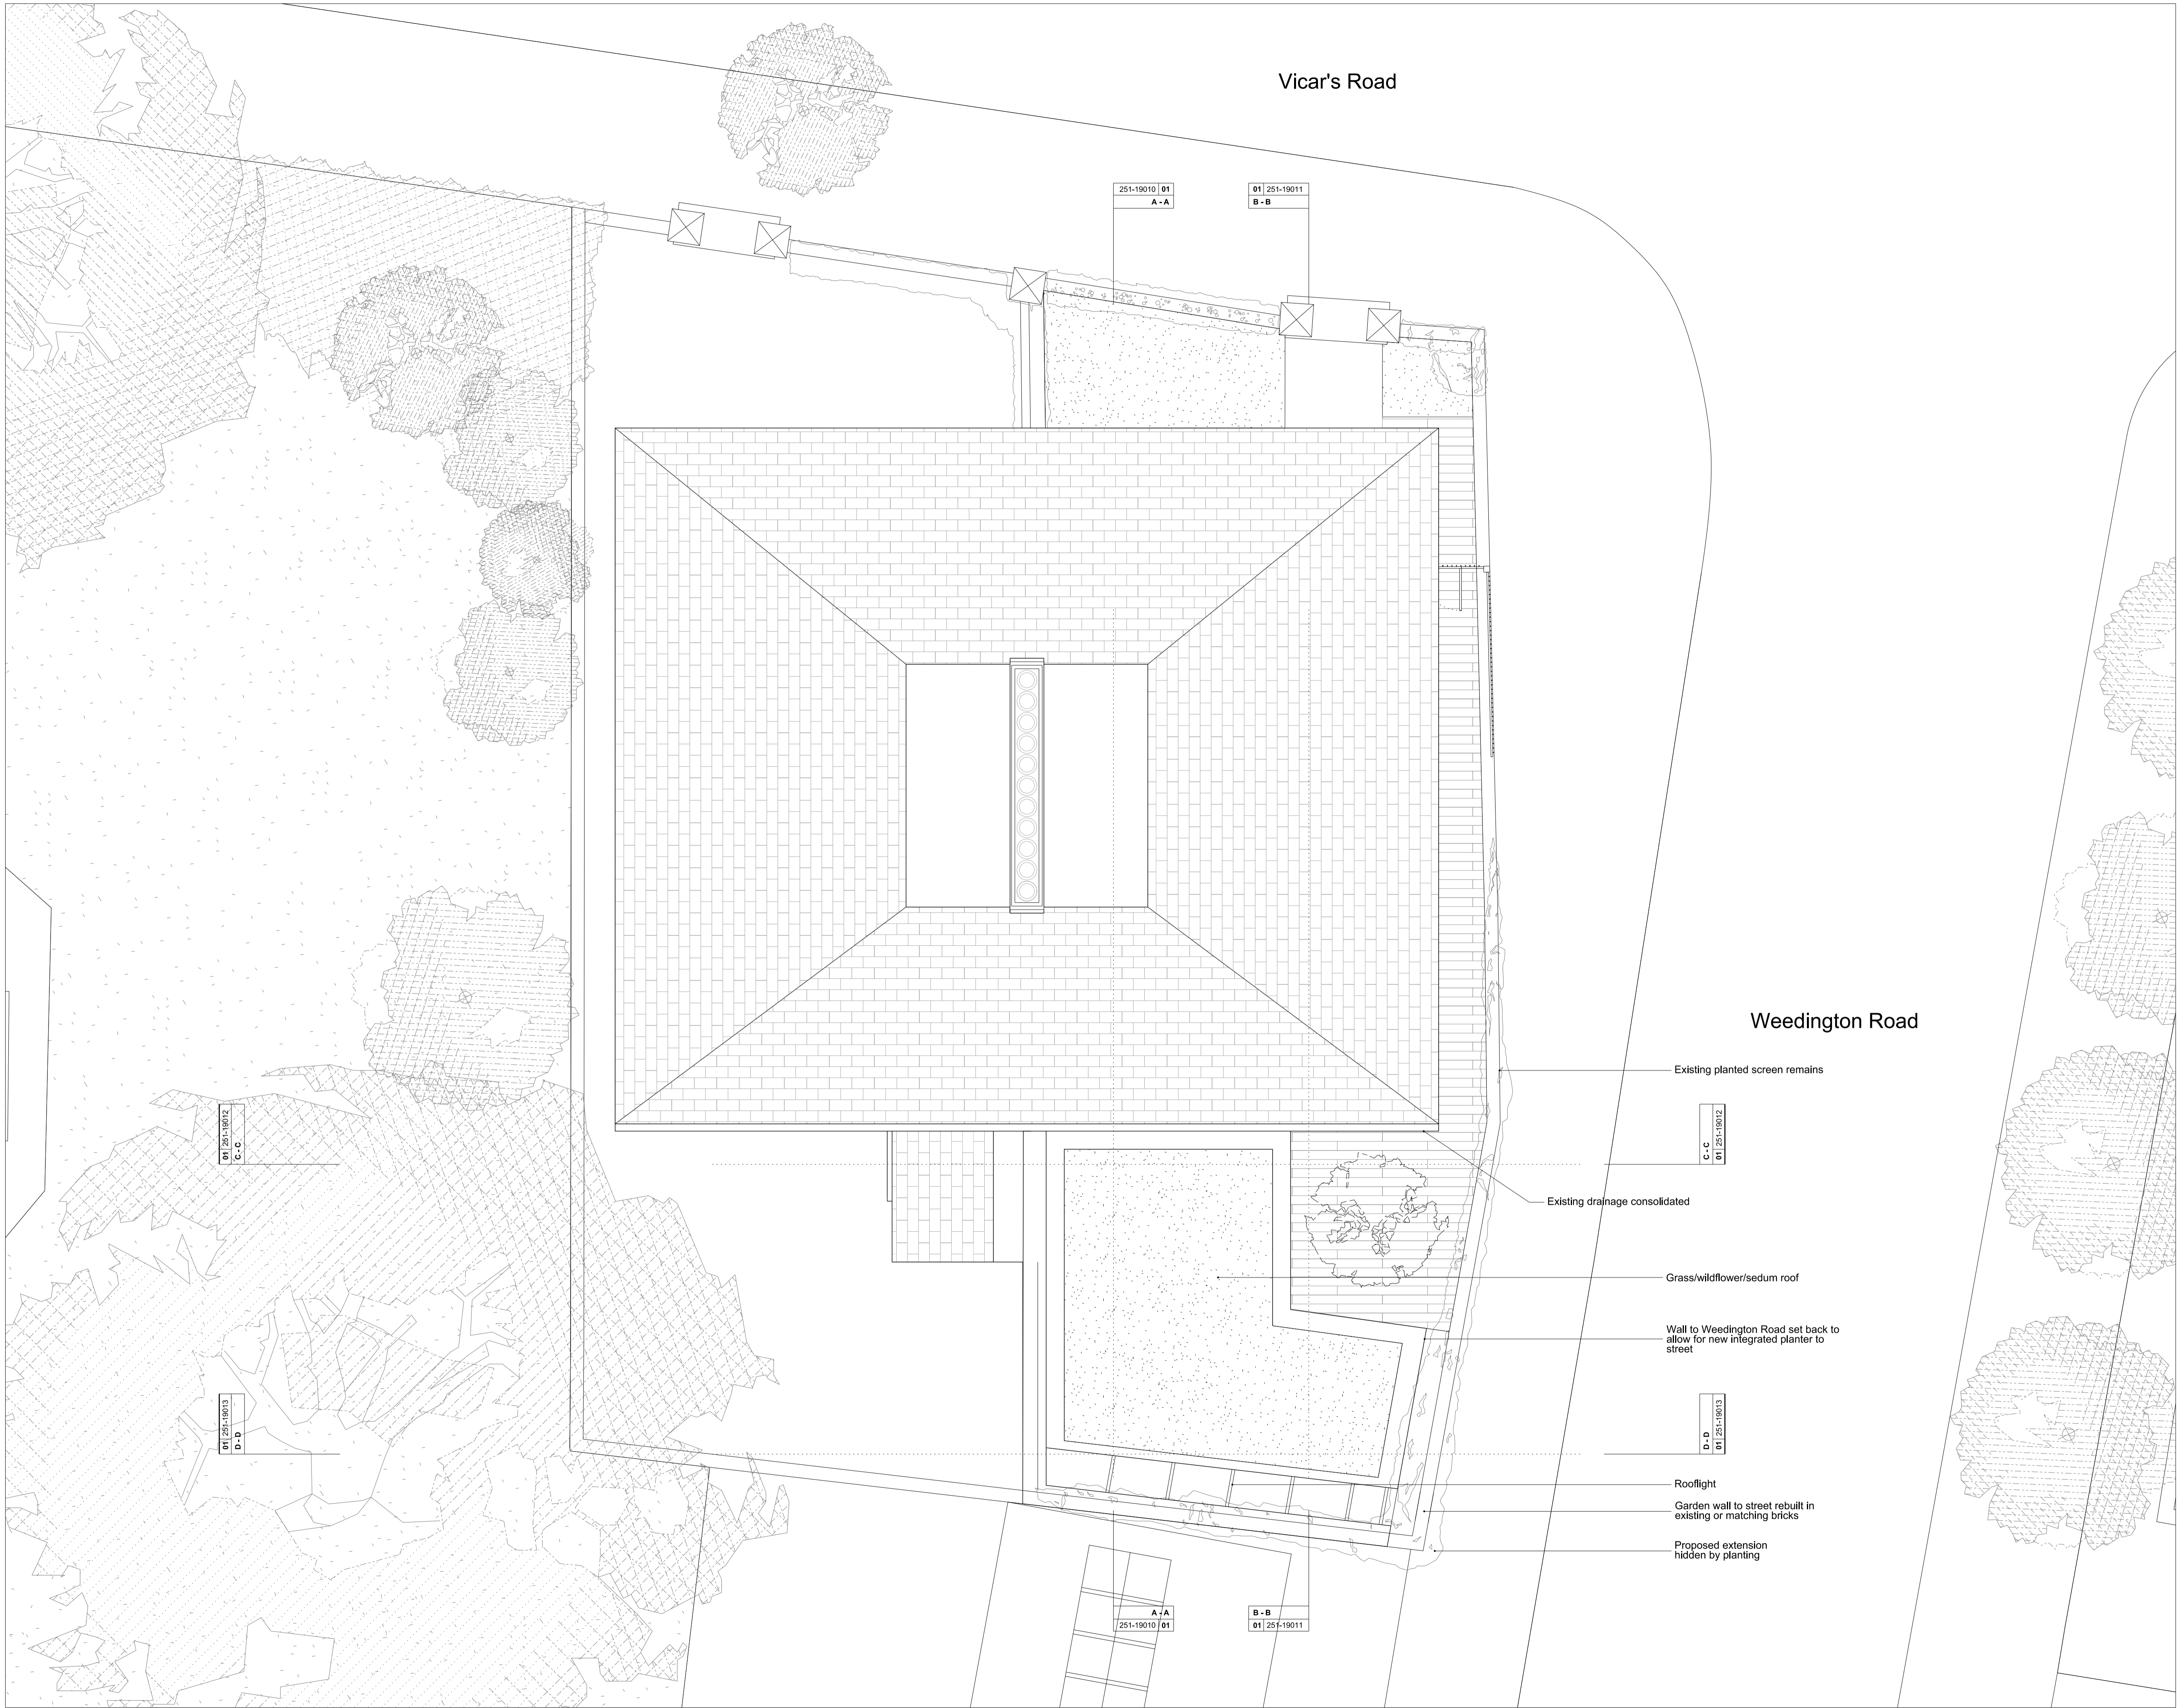 Vicar's Road
251-19010 01
A - A
01 251-19011
B - B
Weedington Road
Existing planted screen remains
01 251-19012
C - C
C - C
01 251-19012
Existing drainage consolidated
Grass/wildflower/sedum roof
Wall to Weedington Road set back to
allow for new integrated planter to
street
01 251-19013
D - D
D - D
01 251-19013
Rooflight
Garden wall to street rebuilt in
existing or matching bricks
Proposed extension
hidden by planting
A - A
251-19010 01
B - B
01 251-19011